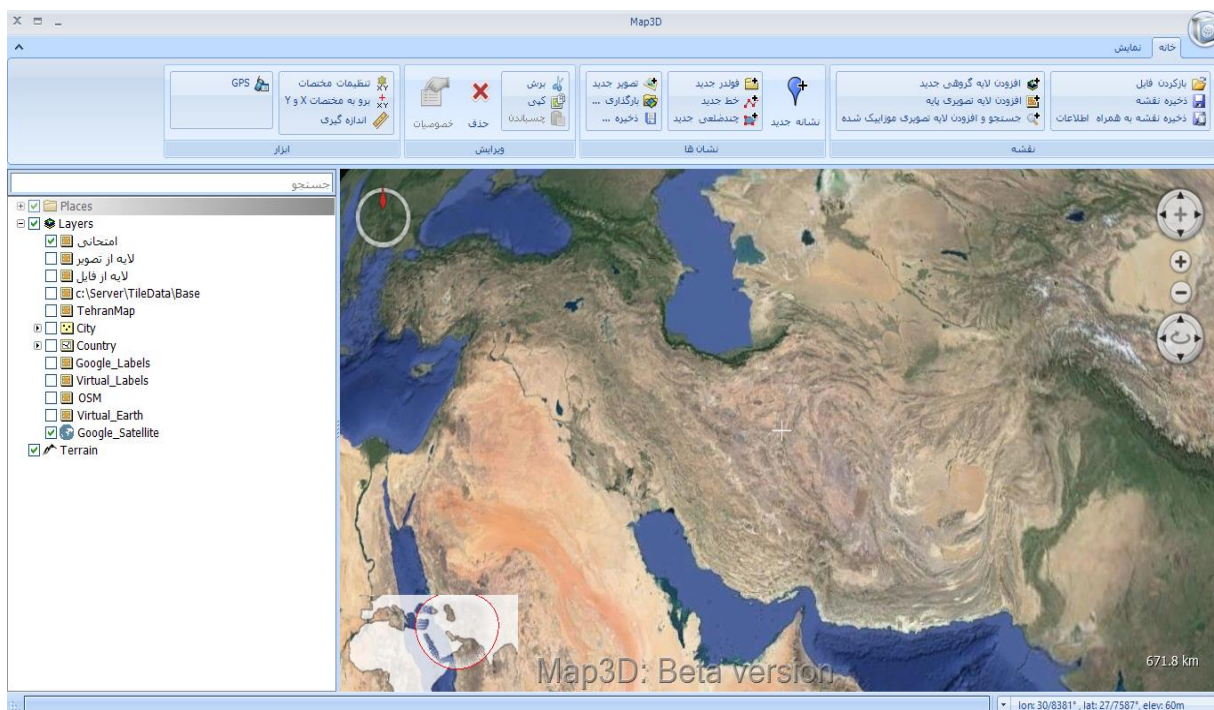 Map3D
خانه
نمایش
بازکردن فایل
ذخیره نقشه
ذخیره نقشه به همراه اطلاعات
افزودن لایه گروهی جدید
افزودن لایه تصویری پایه
جستجو و افزودن لایه تصویری موزاییک شده
نقشه
نشانه جدید
فولدر جدید
خط جدید
چندضلعی جدید
تصویر جدید
بارگذاری ...
ذخیره ...
نشان ها
برش
کپی
چسباندن
حذف
خصوصیات
ویرایش
تنظیمات مختصات
برو به مختصات X و Y
اندازه گیری
GPS
ابزار
جستجو
Places
Layers
امتحانی
لایه از تصویر
لایه از فایل
c:\Server\TileData\Base
TehranMap
City
Country
Google_Labels
Virtual_Labels
OSM
Virtual_Earth
Google_Satellite
Terrain
671.8 km
Map3D: Beta version
lon: 30/8381° , lat: 27/7587°, elev: 60m